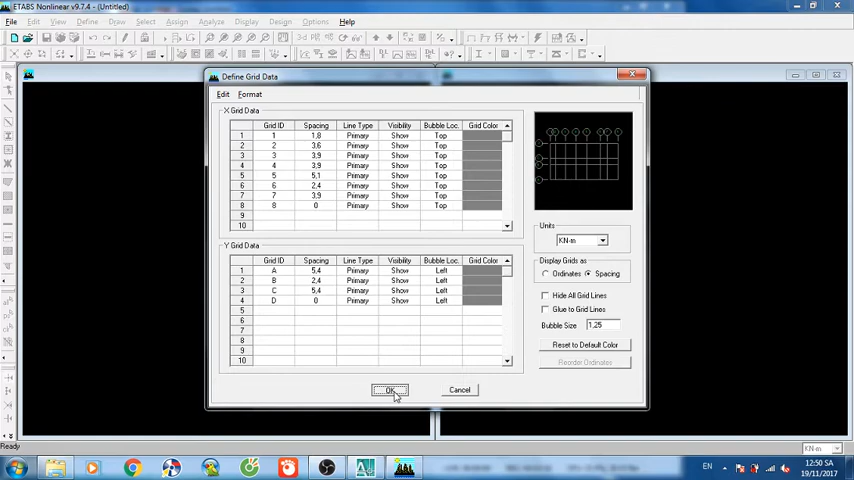 ETABS Nonlinear v9.7.4 - (Untitled)
File Edit View Define Draw Select Assign Analyze Display Design Options Help
Define Grid Data
Edit Format
X Grid Data
Grid ID Spacing Line Type Visibility Bubble Loc. Grid Color
1 1 1,8 Primary Show Top
2 2 3,6 Primary Show Top
3 3 3,9 Primary Show Top
4 4 3,9 Primary Show Top
5 5 5,1 Primary Show Top
6 6 2,4 Primary Show Top
7 7 3,9 Primary Show Top
8 8 0 Primary Show Top
9
10
Units
KN-m
Y Grid Data
Grid ID Spacing Line Type Visibility Bubble Loc. Grid Color
1 A 5,4 Primary Show Left
2 B 2,4 Primary Show Left
3 C 5,4 Primary Show Left
4 D 0 Primary Show Left
5
6
7
8
9
10
Display Grids as
Ordinates Spacing
Hide All Grid Lines
Glue to Grid Lines
Bubble Size 1,25
Reset to Default Color
Reorder Ordinates
OK Cancel
Ready
KN-m
EN
12:50 SA
19/11/2017